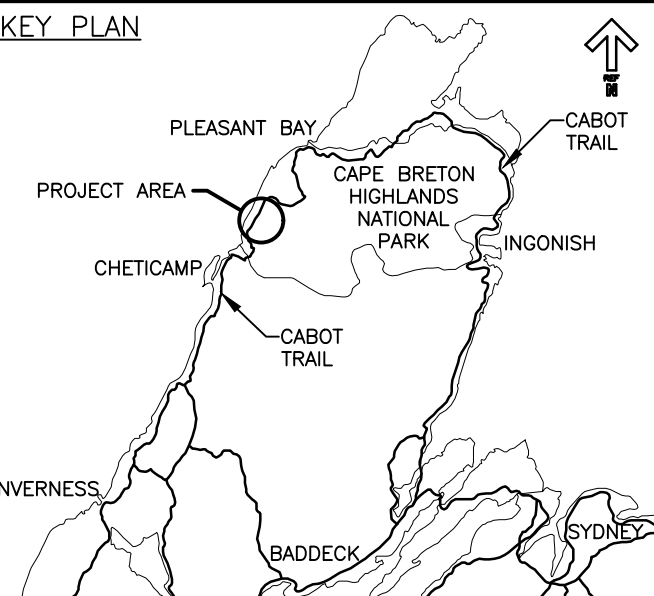 KEY PLAN
REF
N
CABOT
TRAIL
PLEASANT BAY
CAPE BRETON
HIGHLANDS
NATIONAL
PARK
PROJECT AREA
INGONISH
CHETICAMP
CABOT
TRAIL
NVERNESS
SYDNEY
BADDECK